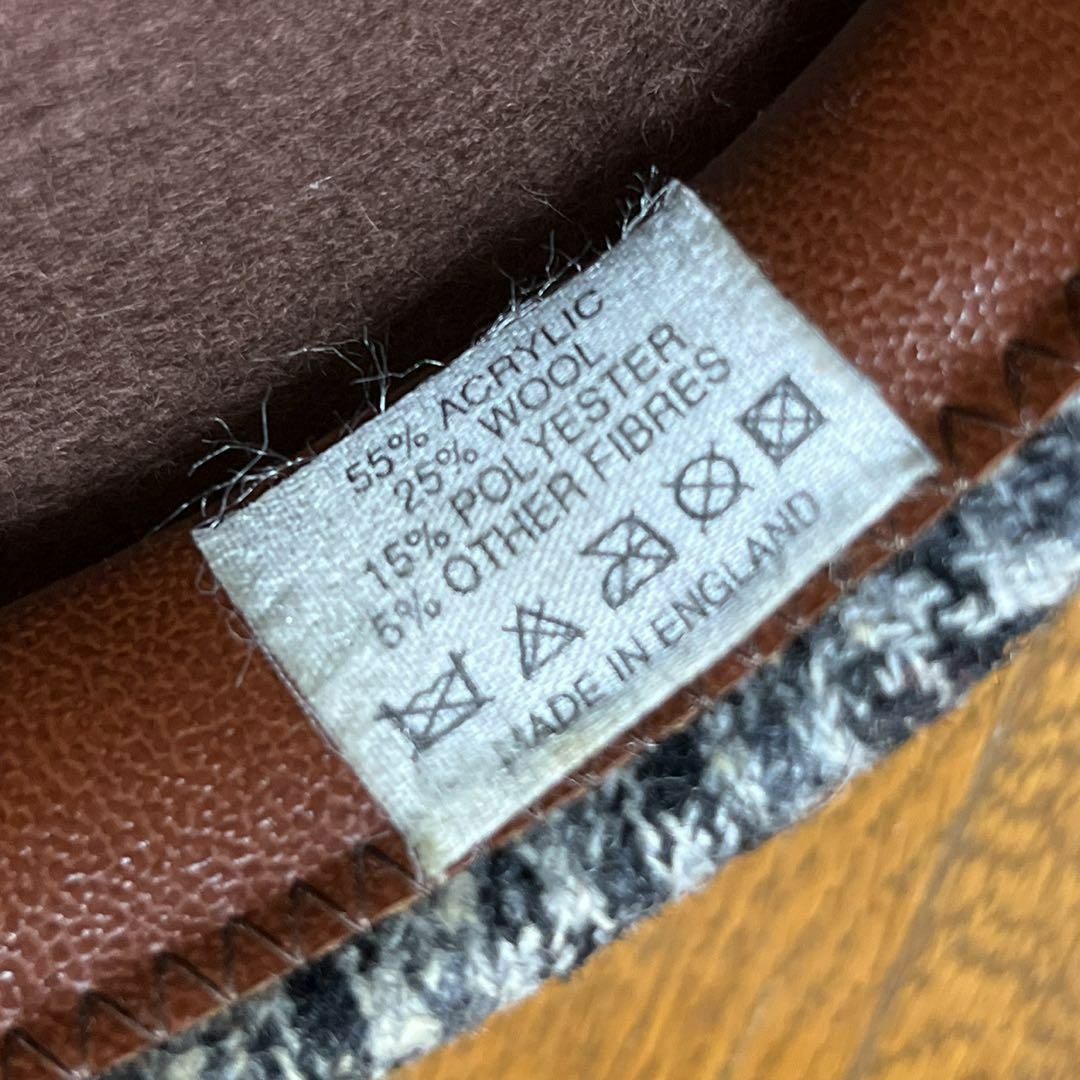 55% ACRYLIC
25% WOOL
15% POLYESTER
5% OTHER FIBRES
MADE IN ENGLAND